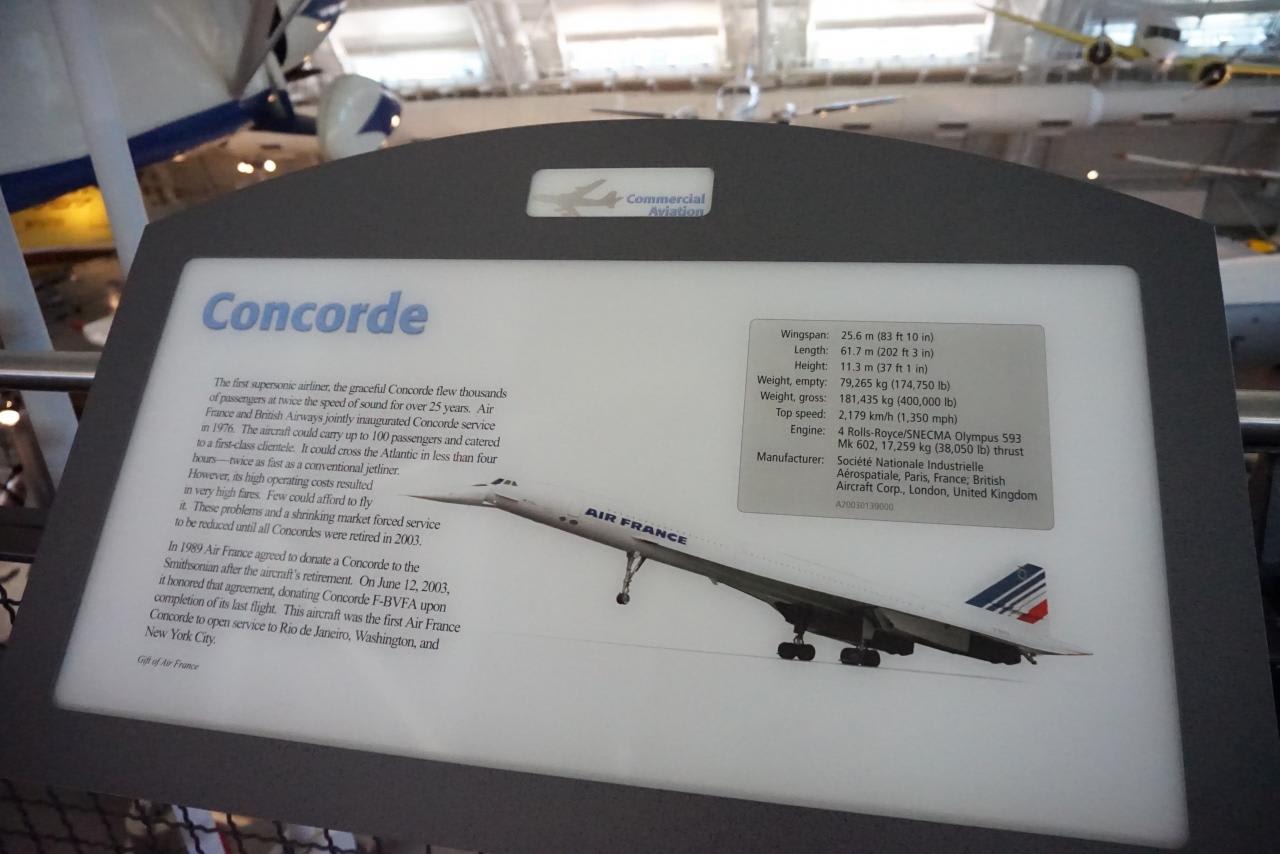 Commercial
Aviation
Concorde
The first supersonic airliner, the graceful Concorde flew thousands
of passengers at twice the speed of sound for over 25 years. Air
France and British Airways jointly inaugurated Concorde service
in 1976. The aircraft could carry up to 100 passengers and catered
to a first-class clientele. It could cross the Atlantic in less than four
hours—twice as fast as a conventional jetliner.
However, its high operating costs resulted
in very high fares. Few could afford to fly
it. These problems and a shrinking market forced service
to be reduced until all Concordes were retired in 2003.
In 1989 Air France agreed to donate a Concorde to the
Smithsonian after the aircraft's retirement. On June 12, 2003,
it honored that agreement, donating Concorde F-BVFA upon
completion of its last flight. This aircraft was the first Air France
Concorde to open service to Rio de Janeiro, Washington, and
New York City.
Gift of Air France
Wingspan: 25.6 m (83 ft 10 in)
Length: 61.7 m (202 ft 3 in)
Height: 11.3 m (37 ft 1 in)
Weight, empty: 79,265 kg (174,750 lb)
Weight, gross: 181,435 kg (400,000 lb)
Top speed: 2,179 km/h (1,350 mph)
Engine: 4 Rolls-Royce/SNECMA Olympus 593
Mk 602, 17,259 kg (38,050 lb) thrust
Manufacturer: Société Nationale Industrielle
Aérospatiale, Paris, France; British
Aircraft Corp., London, United Kingdom
A20030139000
AIR FRANCE